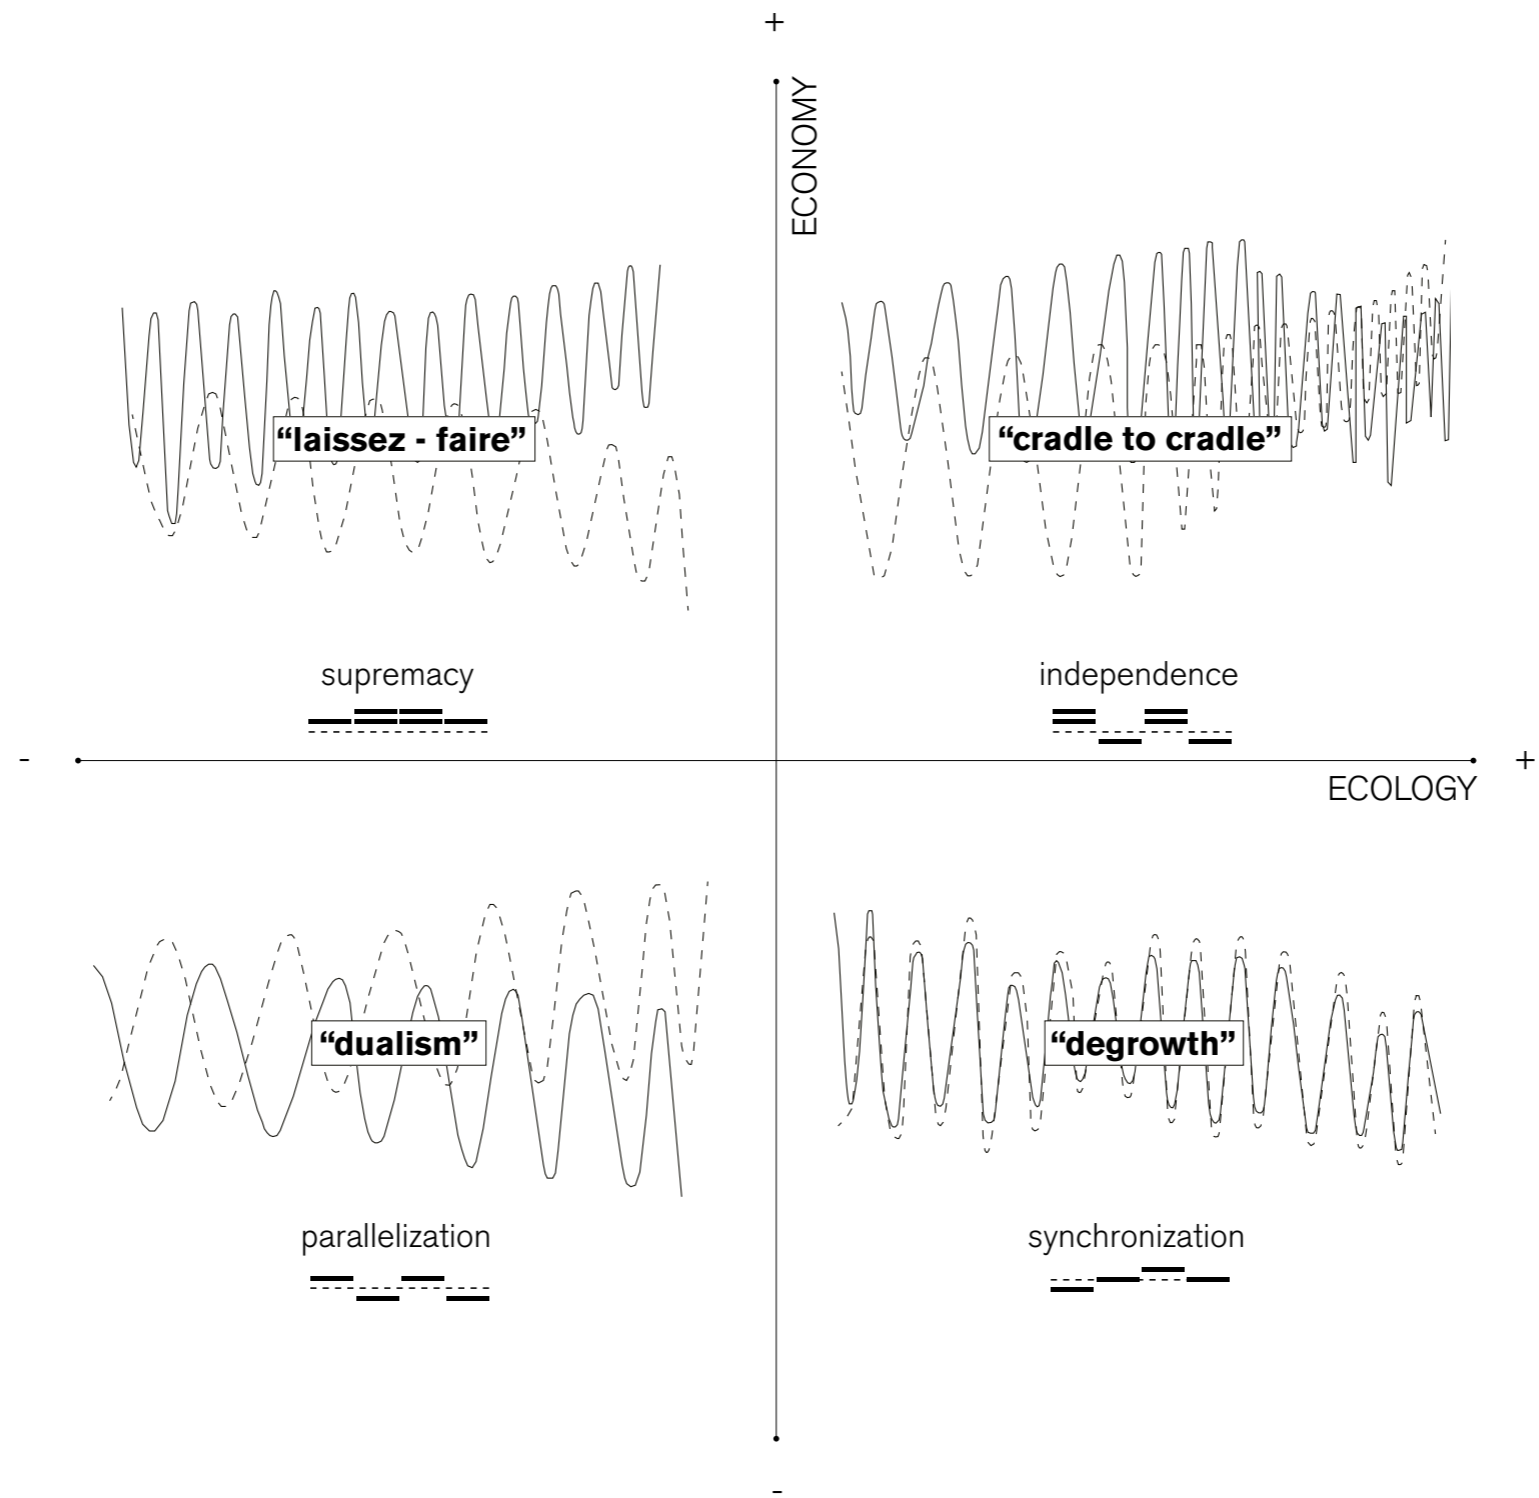 +
ECONOMY
“laissez - faire”
“cradle to cradle”
supremacy
independence
-
+
ECOLOGY
“dualism”
“degrowth”
parallelization
synchronization
-